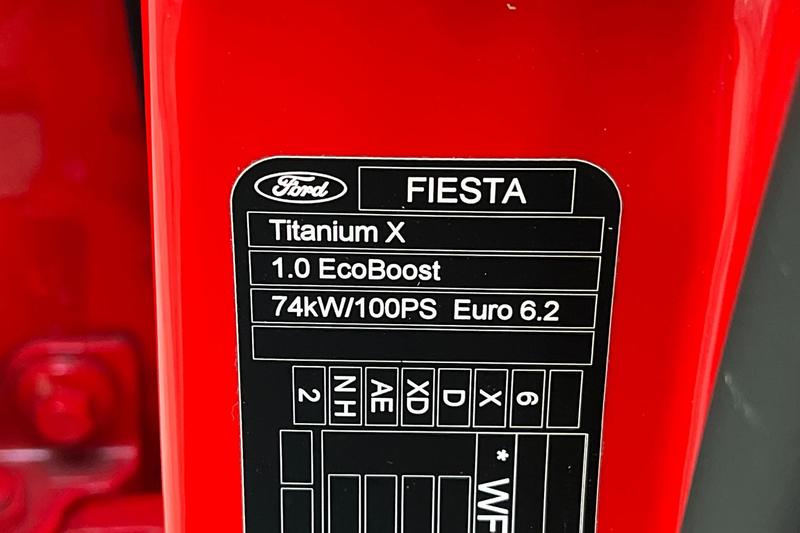 Ford FIESTA
Titanium X
1.0 EcoBoost
74kW/100PS Euro 6.2
2 NH AE XD D X 6
* WF